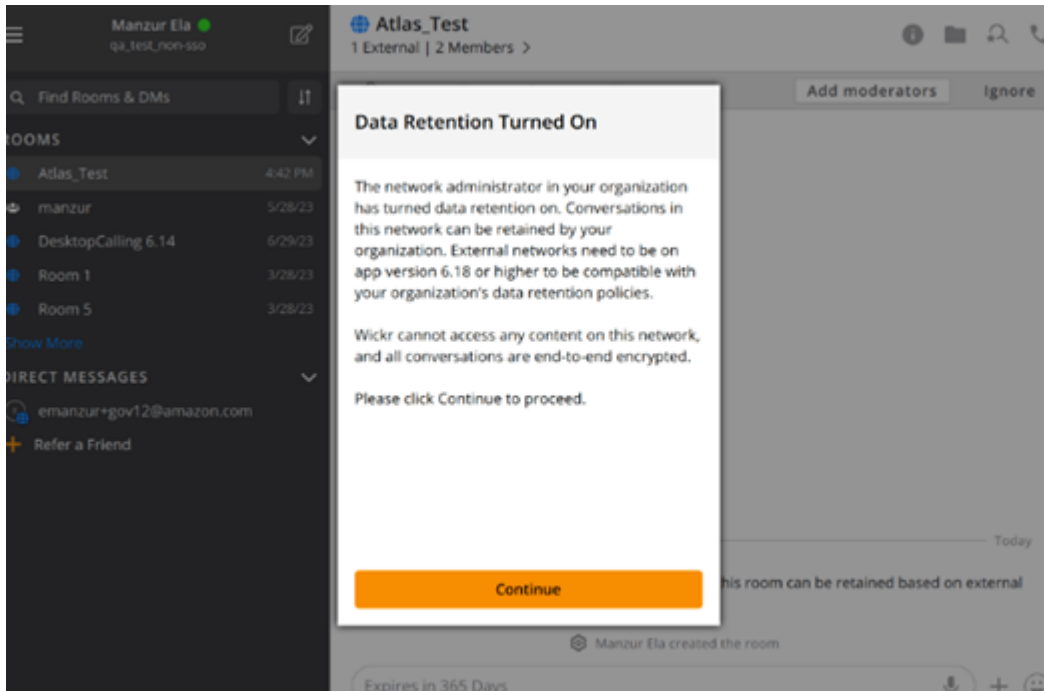 Manzur Ela
qa_test_non-sso
Find Rooms & DMs
ROOMS
Atlas_Test 4:42 PM
manzur 5/28/23
DesktopCalling 6.14 6/29/23
Room 1 3/28/23
Room 5 3/28/23
Show More
DIRECT MESSAGES
emanzur+gov12@amazon.com
Refer a Friend
Atlas_Test
1 External | 2 Members >
Add moderators Ignore
Data Retention Turned On
The network administrator in your organization
has turned data retention on. Conversations in
this network can be retained by your
organization. External networks need to be on
app version 6.18 or higher to be compatible with
your organization's data retention policies.
Wickr cannot access any content on this network,
and all conversations are end-to-end encrypted.
Please click Continue to proceed.
Continue
Today
his room can be retained based on external
Manzur Ela created the room
Expires in 365 Days